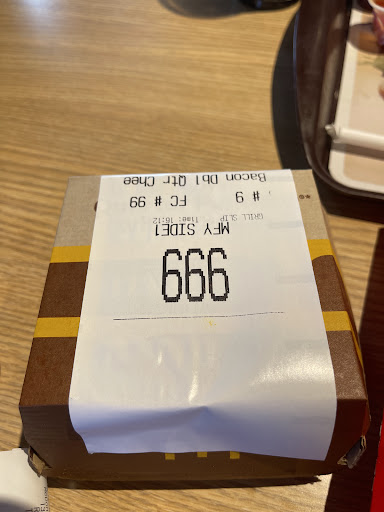 999
MFY SIDE1
GRILL SLIP Time: 16:12
# 9 FC # 99
Bacon Dbl Qtr Chee